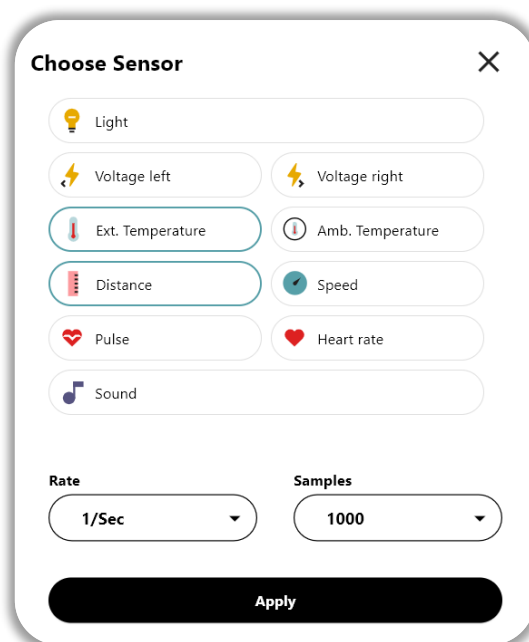 Choose Sensor
Light
Voltage left
Voltage right
Ext. Temperature
Amb. Temperature
Distance
Speed
Pulse
Heart rate
Sound
Rate
Samples
1/Sec
1000
Apply